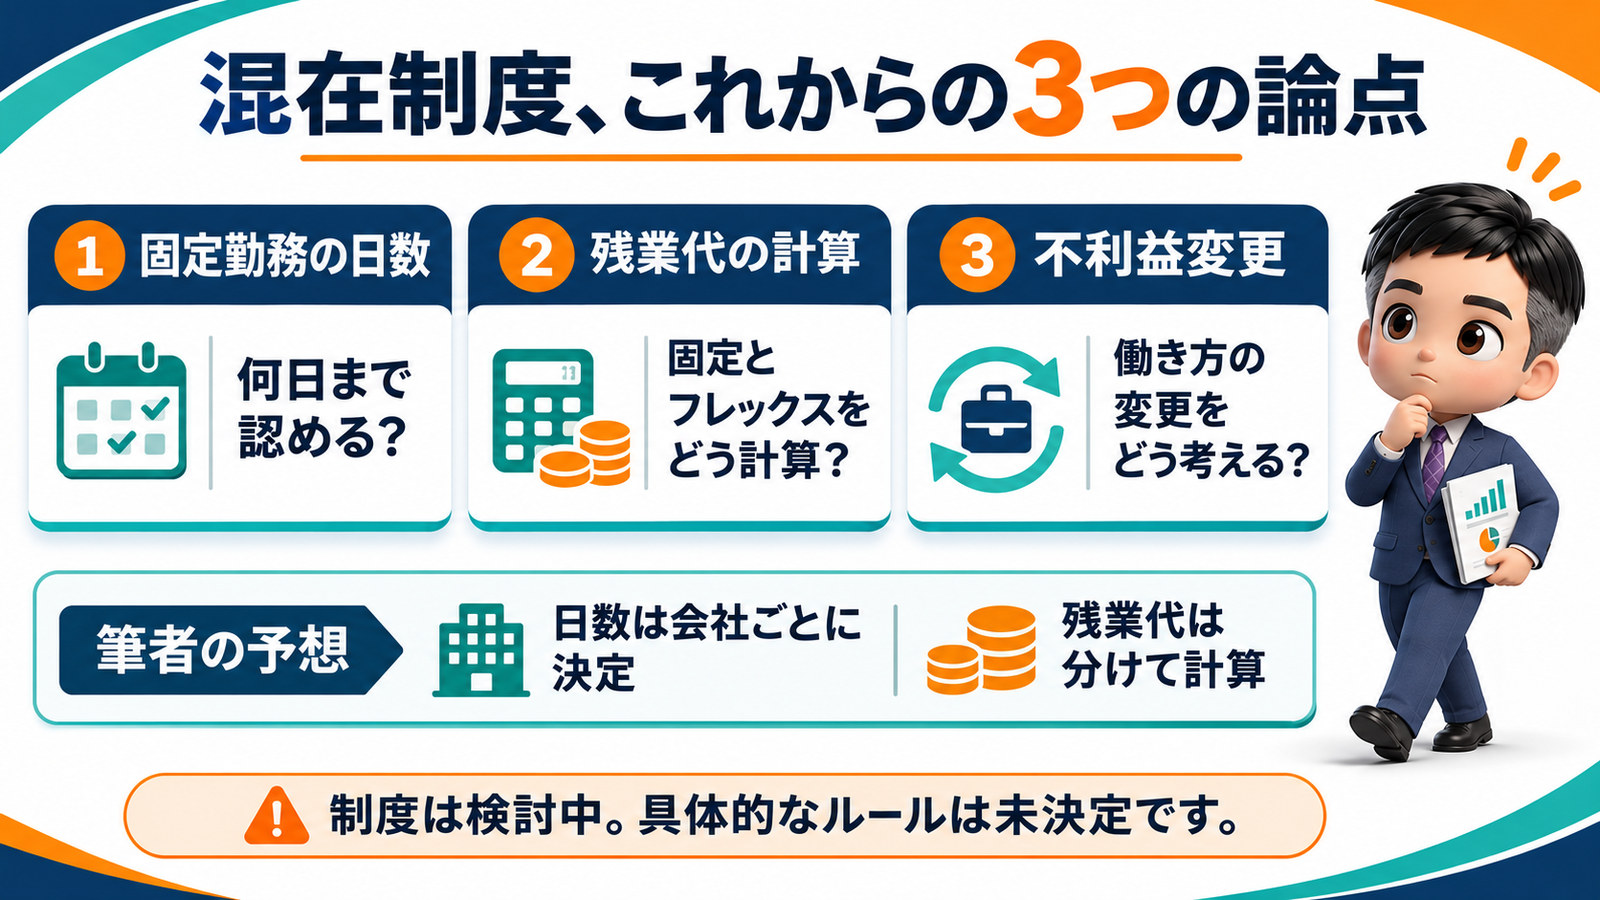 混在制度、これからの3つの論点
1 固定勤務の日数
何日まで
認める？
2 残業代の計算
固定と
フレックスを
どう計算？
3 不利益変更
働き方の
変更を
どう考える？
筆者の予想
日数は会社ごとに
決定
残業代は
分けて計算
制度は検討中。具体的なルールは未決定です。